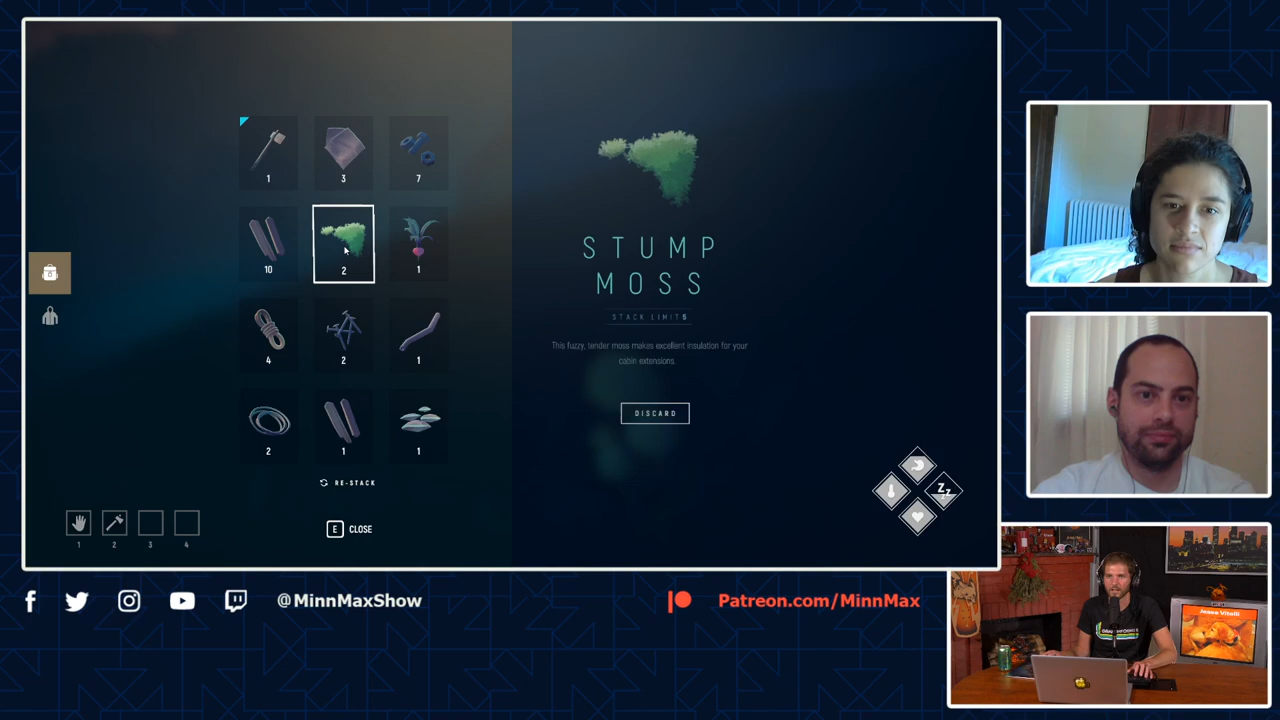 1
3
7
10
2
1
4
2
1
2
1
1
RE-STACK
E CLOSE
1
2
3
4
STUMP
MOSS
STACK LIMIT 5
This fuzzy, tender moss makes excellent insulation for your
cabin extensions.
DISCARD
Z Z Z
@MinnMaxShow
Patreon.com/MinnMax
Jesse Vitelli